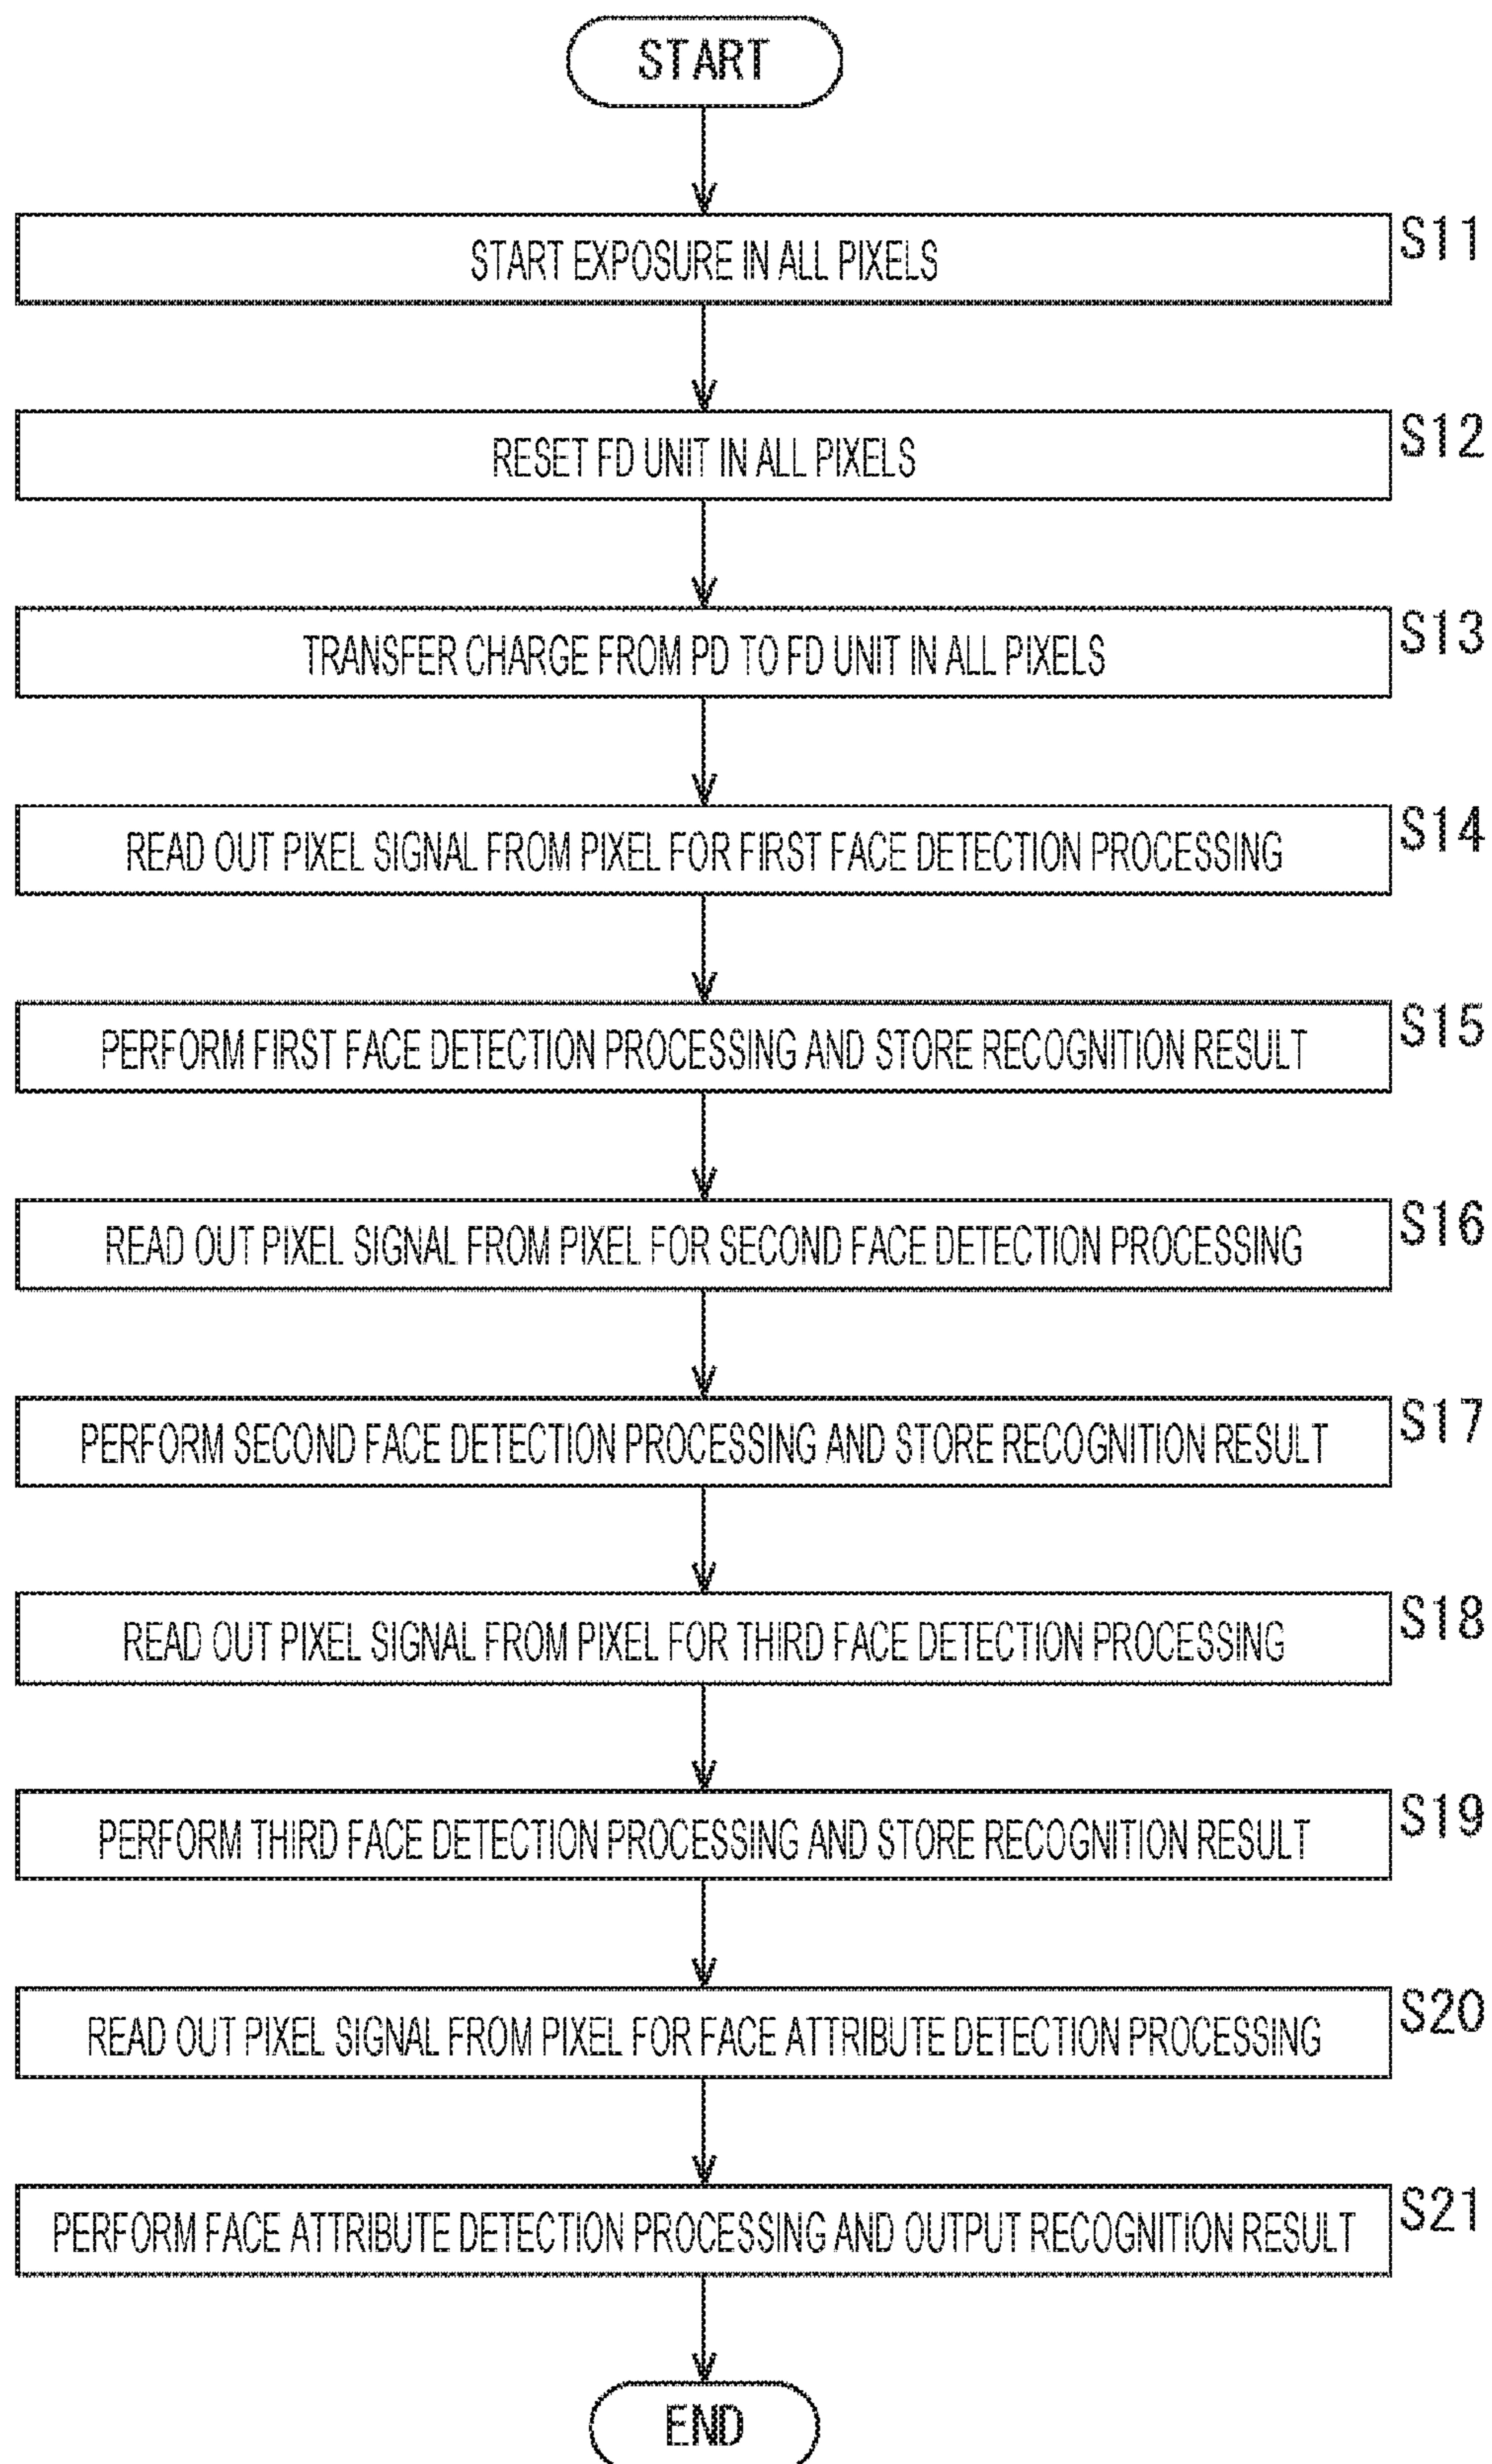 START
START EXPOSURE IN ALL PIXELS
S11
RESET FD UNIT IN ALL PIXELS
S12
TRANSFER CHARGE FROM PD TO FD UNIT IN ALL PIXELS
S13
READ OUT PIXEL SIGNAL FROM PIXEL FOR FIRST FACE DETECTION PROCESSING
S14
PERFORM FIRST FACE DETECTION PROCESSING AND STORE RECOGNITION RESULT
S15
READ OUT PIXEL SIGNAL FROM PIXEL FOR SECOND FACE DETECTION PROCESSING
S16
PERFORM SECOND FACE DETECTION PROCESSING AND STORE RECOGNITION RESULT
S17
READ OUT PIXEL SIGNAL FROM PIXEL FOR THIRD FACE DETECTION PROCESSING
S18
PERFORM THIRD FACE DETECTION PROCESSING AND STORE RECOGNITION RESULT
S19
READ OUT PIXEL SIGNAL FROM PIXEL FOR FACE ATTRIBUTE DETECTION PROCESSING
S20
PERFORM FACE ATTRIBUTE DETECTION PROCESSING AND OUTPUT RECOGNITION RESULT
S21
END